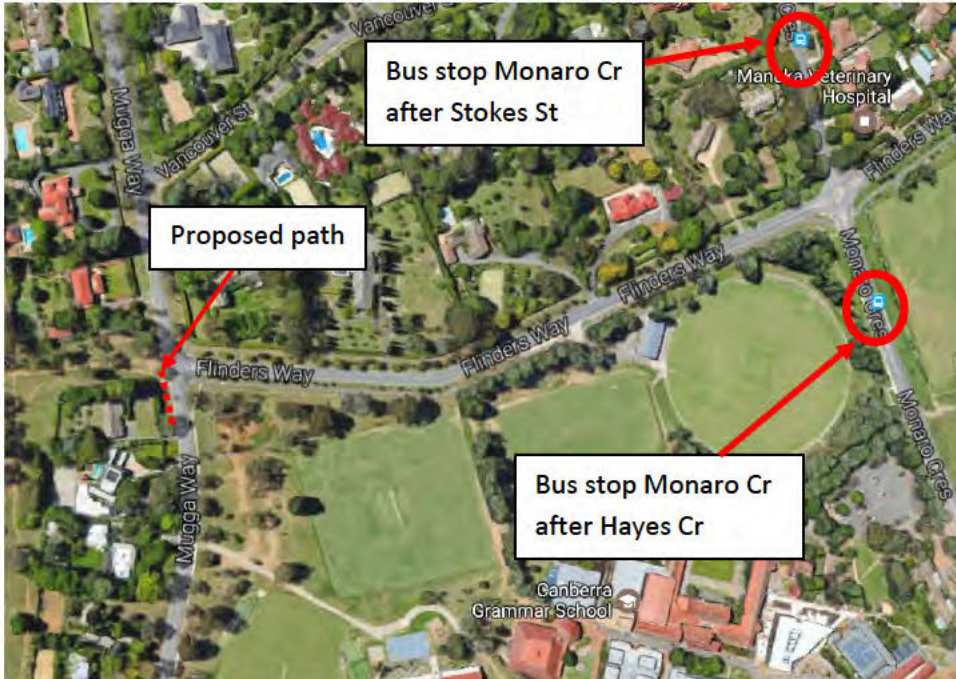 Vancouver St
Bus stop Monaro Cr
after Stokes St
Manuka Veterinary
Hospital
Mugga Way
Vancouver St
Flinders Way
Proposed path
Flinders Way
Monaro Cres
Flinders Way
Flinders Way
Monaro Cres
Bus stop Monaro Cr
after Hayes Cr
Mugga Way
Canberra
Grammar School